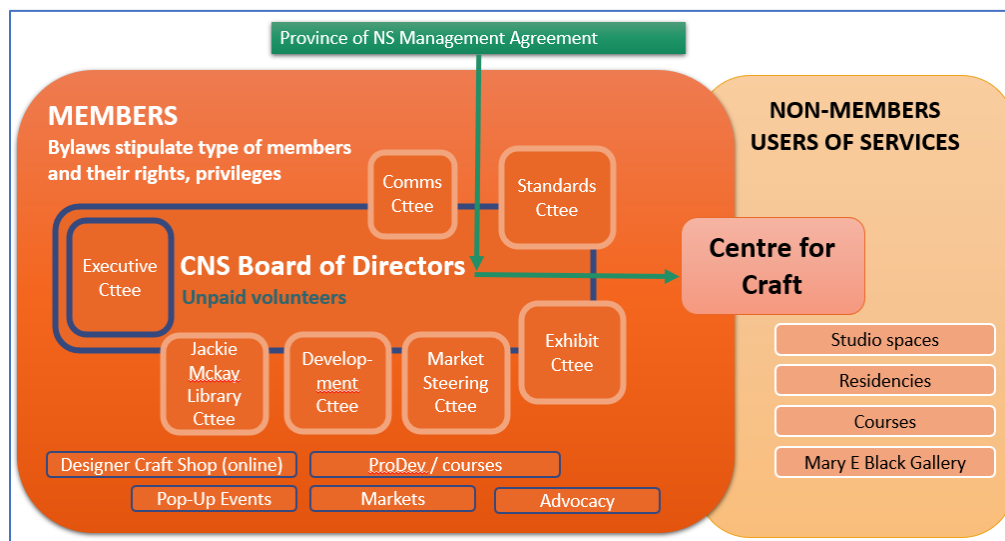 Province of NS Management Agreement
MEMBERS
Bylaws stipulate type of members
and their rights, privileges
NON-MEMBERS
USERS OF SERVICES
Comms
Cttee
Standards
Cttee
Executive
Cttee
CNS Board of Directors
Unpaid volunteers
Centre for
Craft
Jackie
Mckay
Library
Cttee
Develop-
ment
Cttee
Market
Steering
Cttee
Exhibit
Cttee
Studio spaces
Residencies
Courses
Mary E Black Gallery
Designer Craft Shop (online)
ProDev / courses
Pop-Up Events
Markets
Advocacy